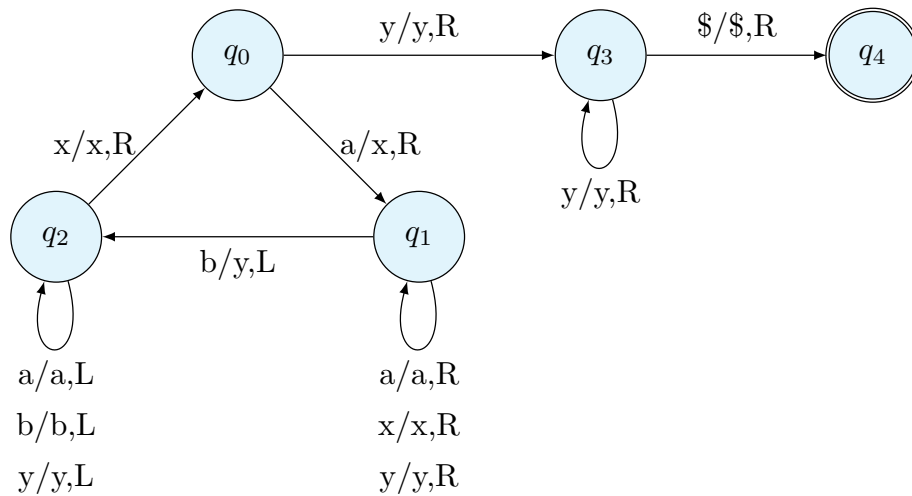 y/y,R
$/$,R
q0
q3
q4
x/x,R
a/x,R
y/y,R
q2
q1
b/y,L
a/a,L
b/b,L
y/y,L
a/a,R
x/x,R
y/y,R